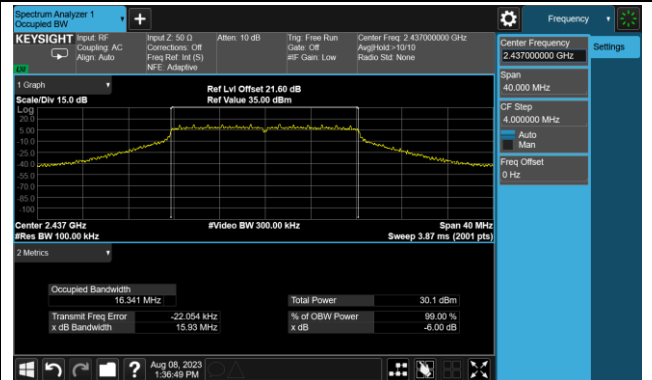 Spectrum Analyzer 1
Occupied BW
Frequency
KEYSIGHT
Input: RF
Coupling: AC
Align: Auto
Input Z: 50 Ω
Corrections: Off
Freq Ref: Int (S)
NFE: Adaptive
Atten: 10 dB
Trig: Free Run
Gate: Off
#IF Gain: Low
Center Freq: 2.437000000 GHz
Avg|Hold:>10/10
Radio Std: None
Center Frequency
2.437000000 GHz
Settings
Span
40.000 MHz
CF Step
4.000000 MHz
Auto
Man
Freq Offset
0 Hz
1 Graph
Scale/Div 15.0 dB
Ref Lvl Offset 21.60 dB
Ref Value 35.00 dBm
Log
20.0
5.00
-10.0
-25.0
-40.0
-55.0
-70.0
-85.0
-100
Center 2.437 GHz
#Res BW 100.00 kHz
#Video BW 300.00 kHz
Span 40 MHz
Sweep 3.87 ms (2001 pts)
2 Metrics
Occupied Bandwidth
16.341 MHz
Total Power 30.1 dBm
Transmit Freq Error -22.054 kHz
% of OBW Power 99.00 %
x dB Bandwidth 15.93 MHz
x dB -6.00 dB
Aug 08, 2023
1:36:49 PM